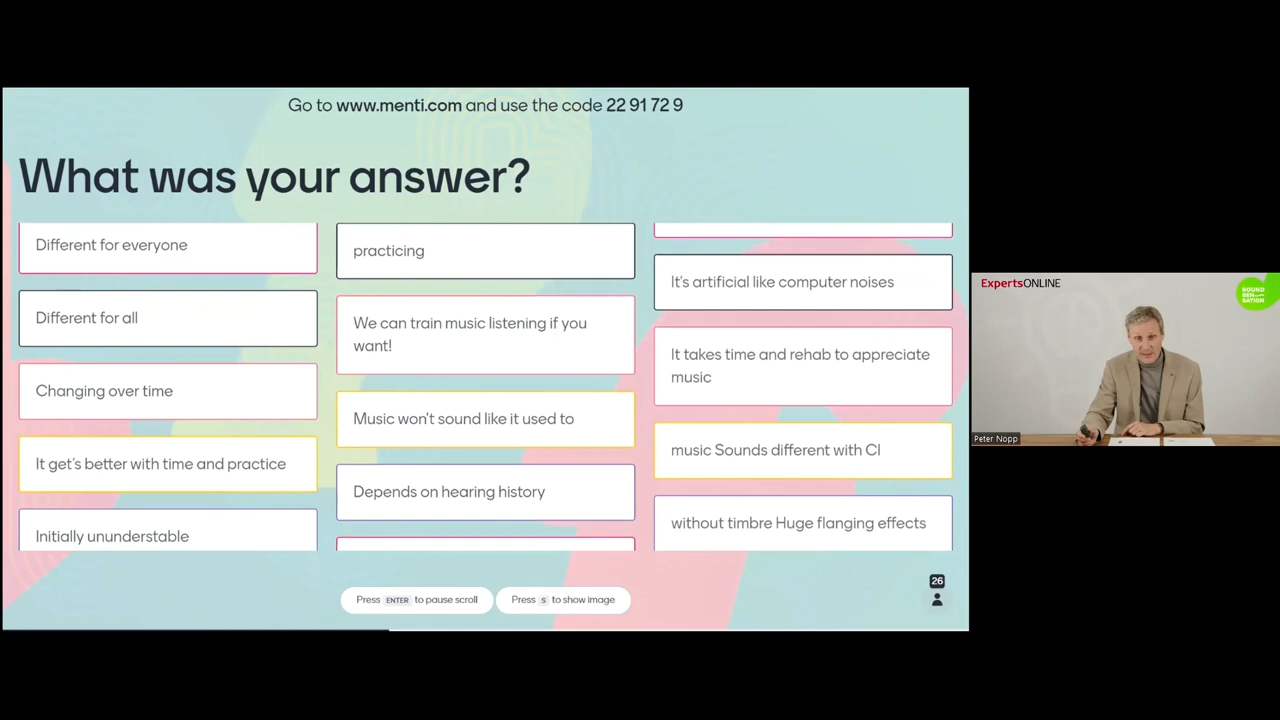 Go to www.menti.com and use the code 22 91 72 9
What was your answer?
Different for everyone
Different for all
Changing over time
It get's better with time and practice
Initially ununderstable
practicing
We can train music listening if you
want!
Music won't sound like it used to
Depends on hearing history
It's artificial like computer noises
It takes time and rehab to appreciate
music
music Sounds different with CI
without timbre Huge flanging effects
Press ENTER to pause scroll
Press S to show image
26
ExpertsONLINE
SOUND
SEN
SATION
Peter Nopp